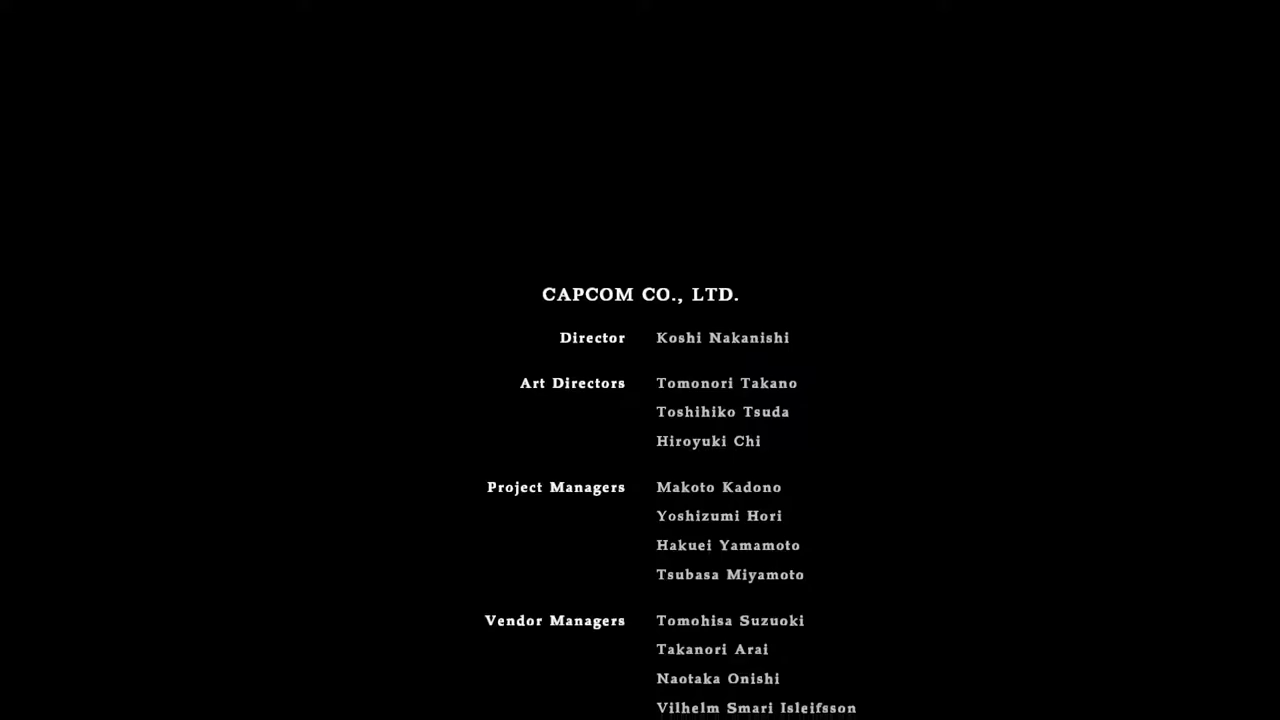 CAPCOM CO., LTD.
Director Koshi Nakanishi
Art Directors Tomonori Takano
Toshihiko Tsuda
Hiroyuki Chi
Project Managers Makoto Kadono
Yoshizumi Hori
Hakuei Yamamoto
Tsubasa Miyamoto
Vendor Managers Tomohisa Suzuoki
Takanori Arai
Naotaka Onishi
Vilhelm Smari Isleifsson